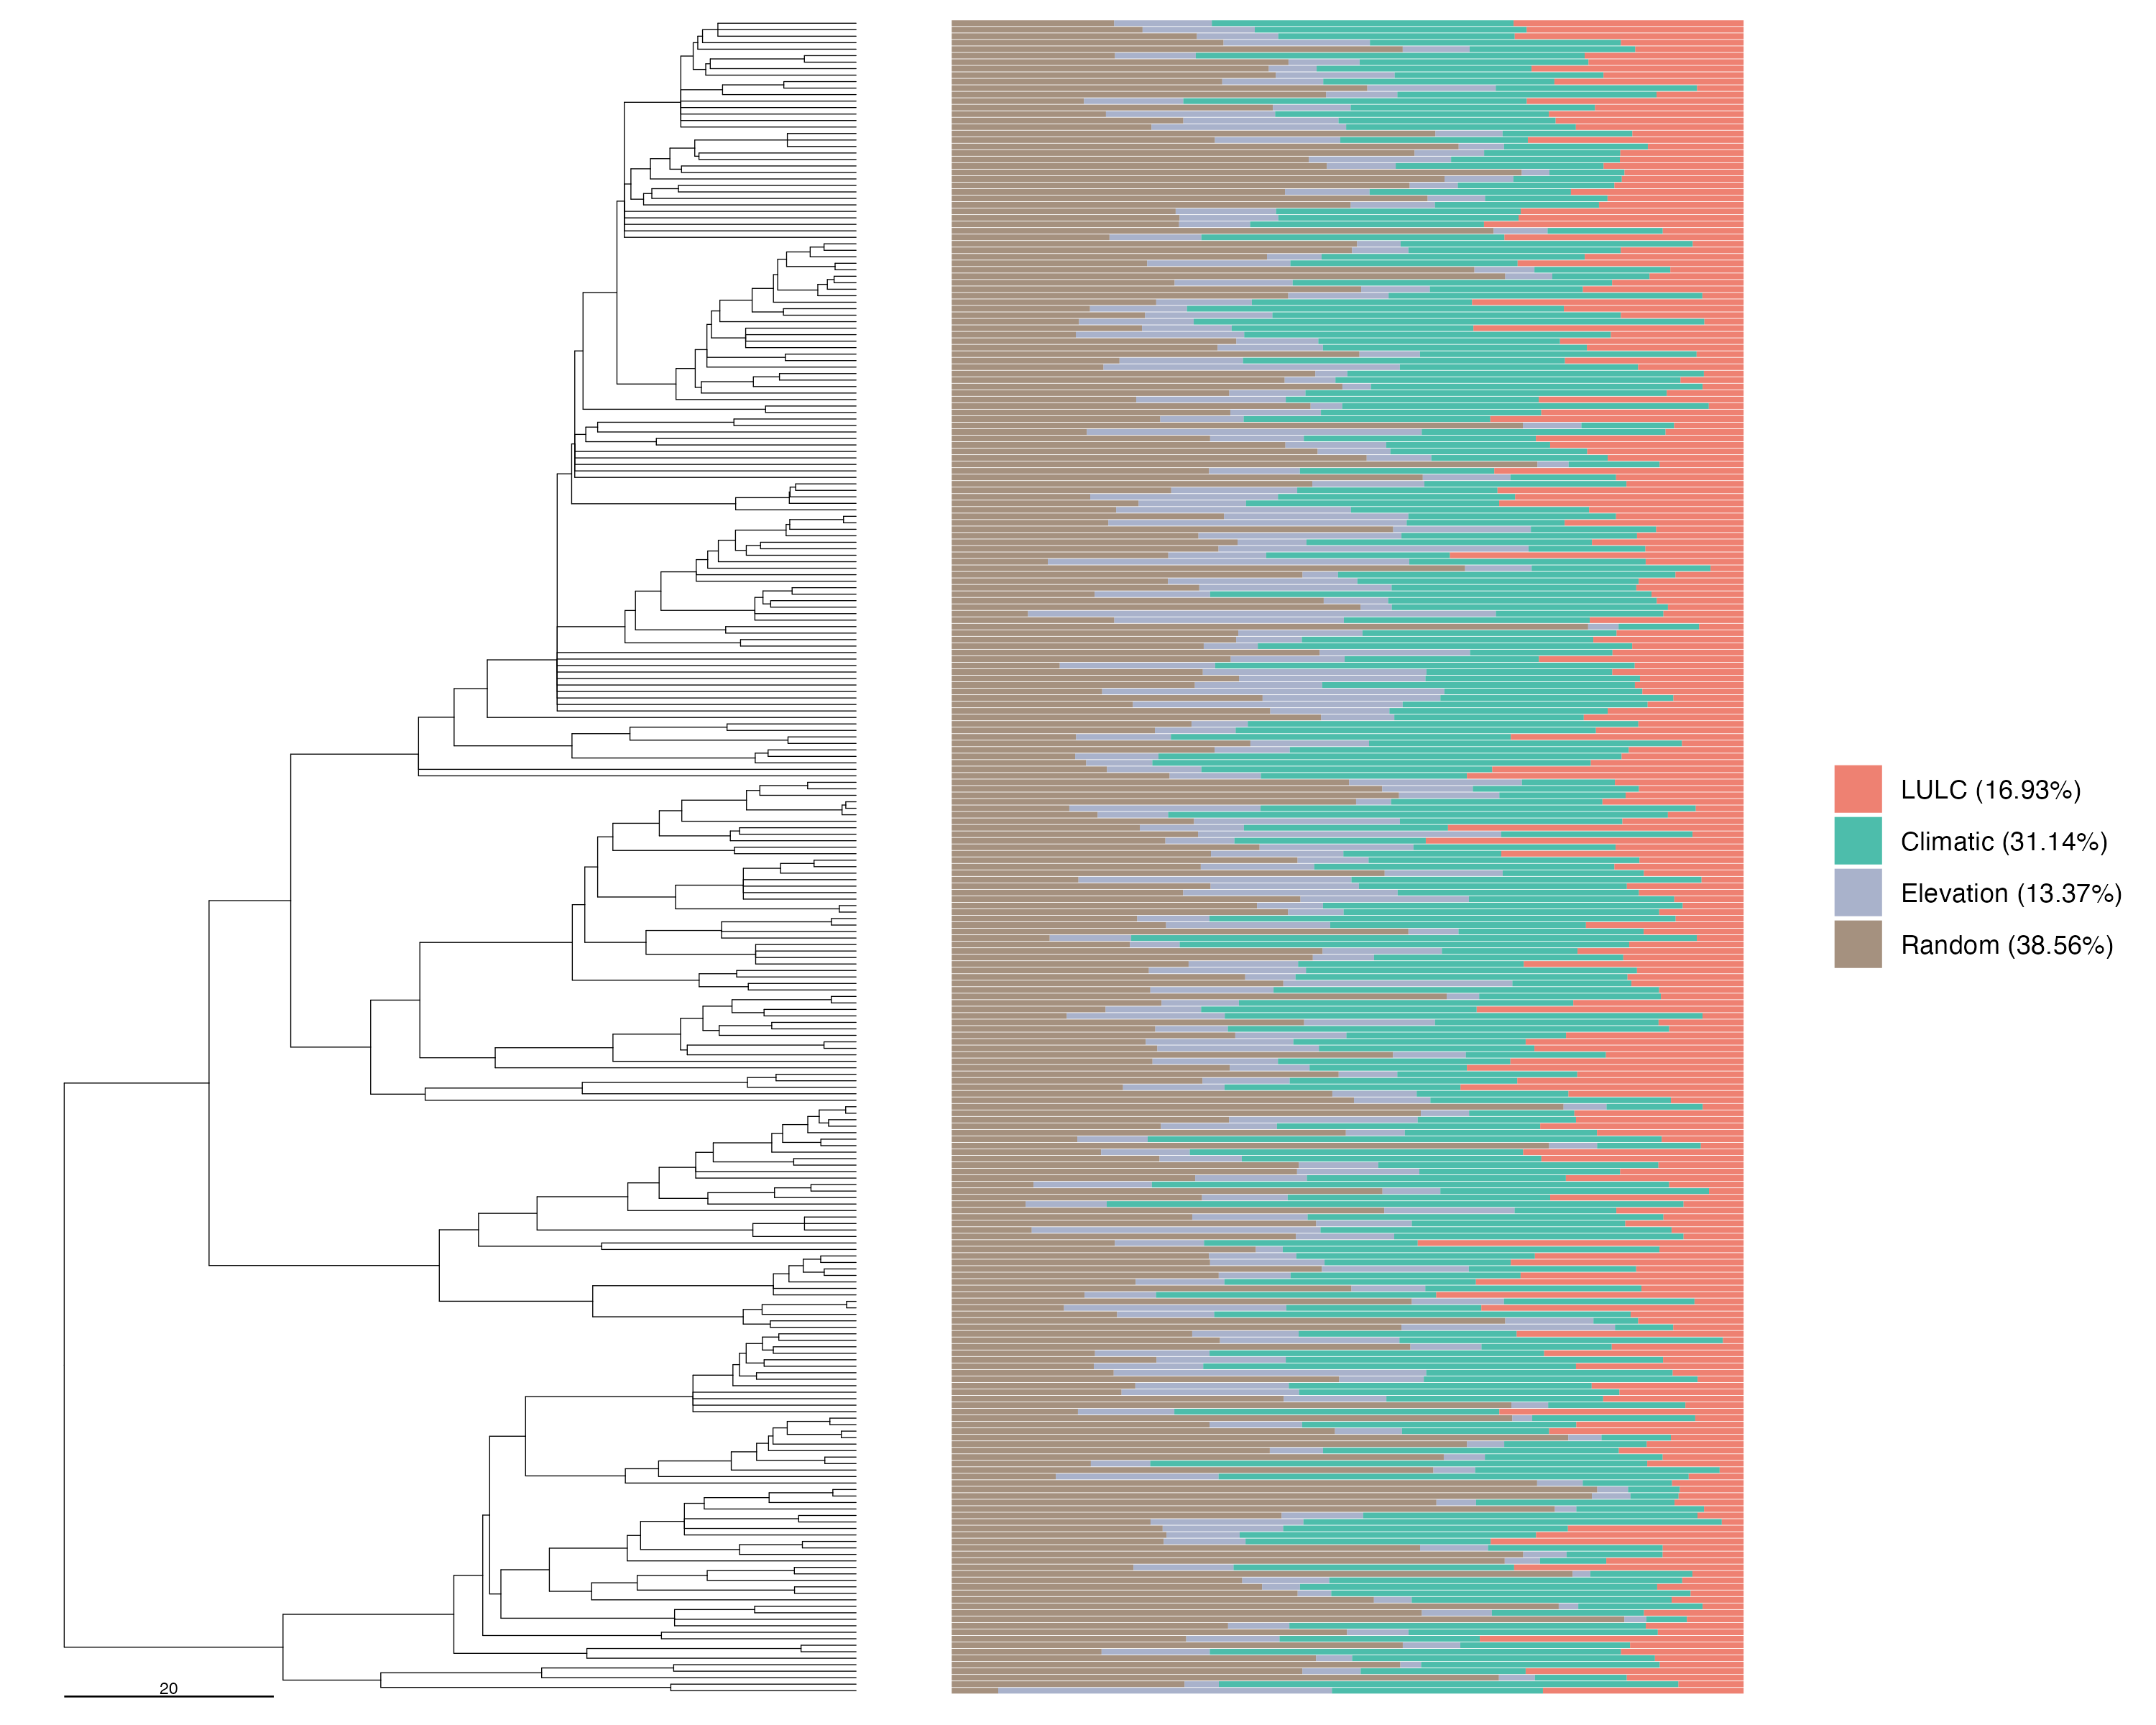 LULC (16.93%)
Climatic (31.14%)
Elevation (13.37%)
Random (38.56%)
20